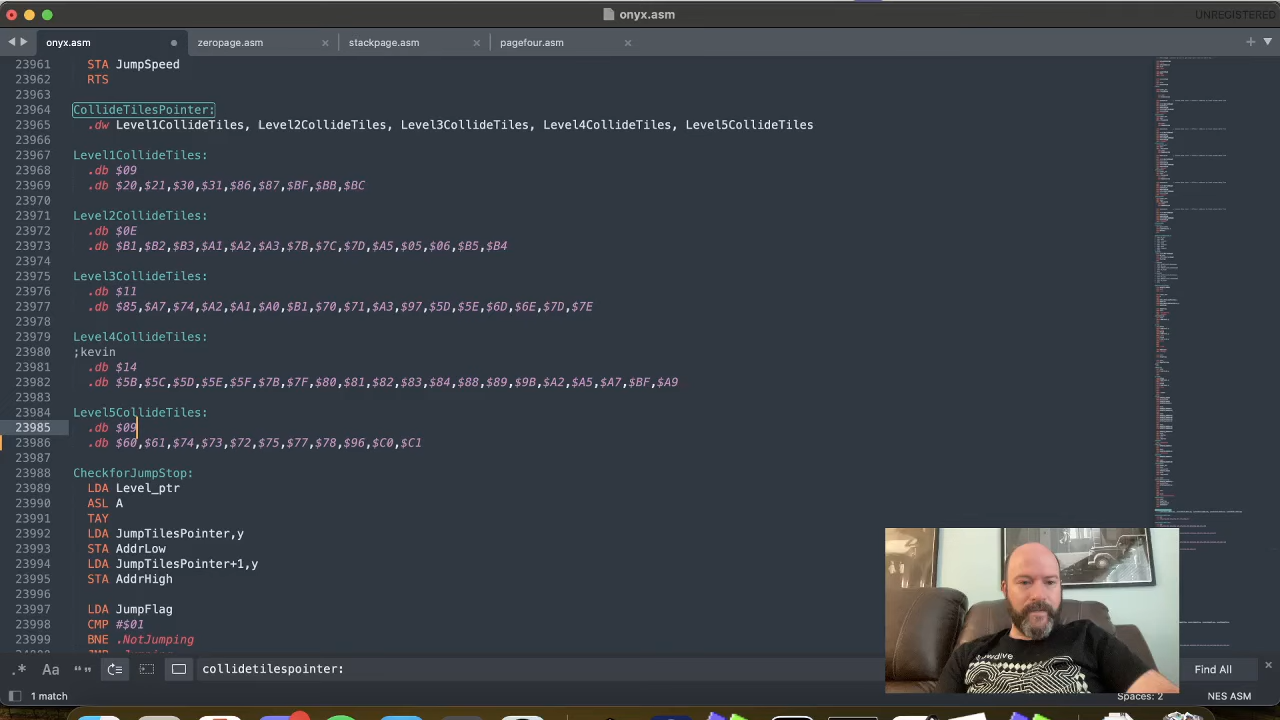 onyx.asm
UNREGISTERED
onyx.asm zeropage.asm stackpage.asm pagefour.asm
23961 STA JumpSpeed
23962 RTS
23963
23964 CollideTilesPointer:
23965 .dw Level1CollideTiles, Level2CollideTiles, Level3CollideTiles, Level4CollideTiles, Level5CollideTiles
23966
23967 Level1CollideTiles:
23968 .db $09
23969 .db $20,$21,$30,$31,$86,$87,$BF,$BB,$BC
23970
23971 Level2CollideTiles:
23972 .db $0E
23973 .db $B1,$B2,$B3,$A1,$A2,$A3,$7B,$7C,$7D,$C5,$05,$06,$F5,$B4
23974
23975 Level3CollideTiles:
23976 .db $11
23977 .db $85,$A7,$74,$A2,$A1,$A0,$80,$70,$71,$81,$97,$5D,$5E,$6D,$6E,$7D,$7E
23978
23979 Level4CollideTiles:
23980 ;kevin
23981 .db $14
23982 .db $5B,$5C,$5D,$5E,$5F,$7D,$7F,$80,$81,$82,$83,$84,$88,$89,$9B,$A2,$A5,$A7,$BF,$A9
23983
23984 Level5CollideTiles:
23985 .db $09
23986 .db $60,$61,$74,$73,$72,$75,$77,$78,$96,$C0,$C1
23987
23988 CheckforJumpStop:
23989 LDA Level_ptr
23990 ASL A
23991 TAY
23992 LDA JumpTilesPointer,y
23993 STA AddrLow
23994 LDA JumpTilesPointer+1,y
23995 STA AddrHigh
23996
23997 LDA JumpFlag
23998 CMP #$01
23999 BNE .NotJumping
.* Aa “” collidetilespointer: Find All
1 match Spaces: 2 NES ASM